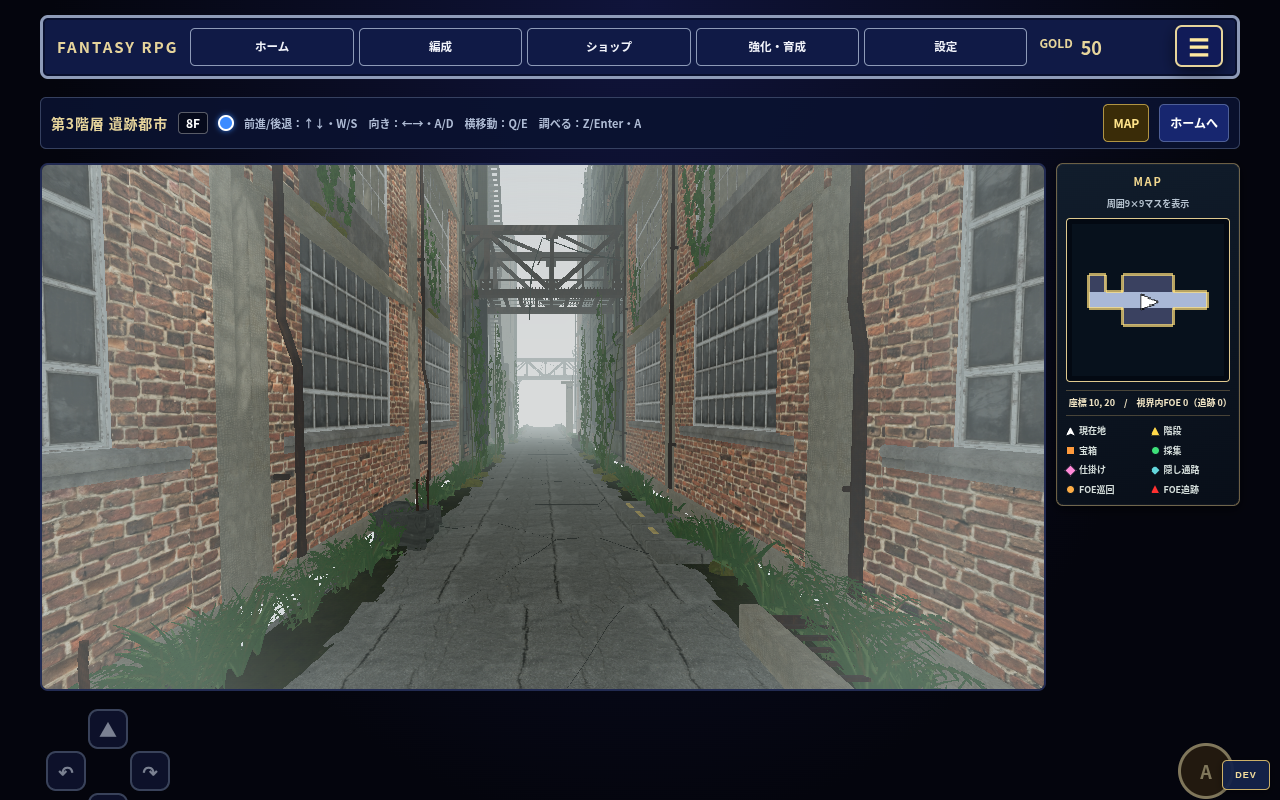 FANTASY RPG
ホーム
編成
ショップ
強化・育成
設定
GOLD 50
第3階層 遺跡都市
8F
前進/後退：↑↓・W/S 向き：←→・A/D 横移動：Q/E 調べる：Z/Enter・A
MAP
ホームへ
MAP
周囲9×9マスを表示
座標 10, 20 / 視界内FOE 0（追跡 0）
現在地
階段
宝箱
採集
仕掛け
隠し通路
FOE巡回
FOE追跡
A
DEV